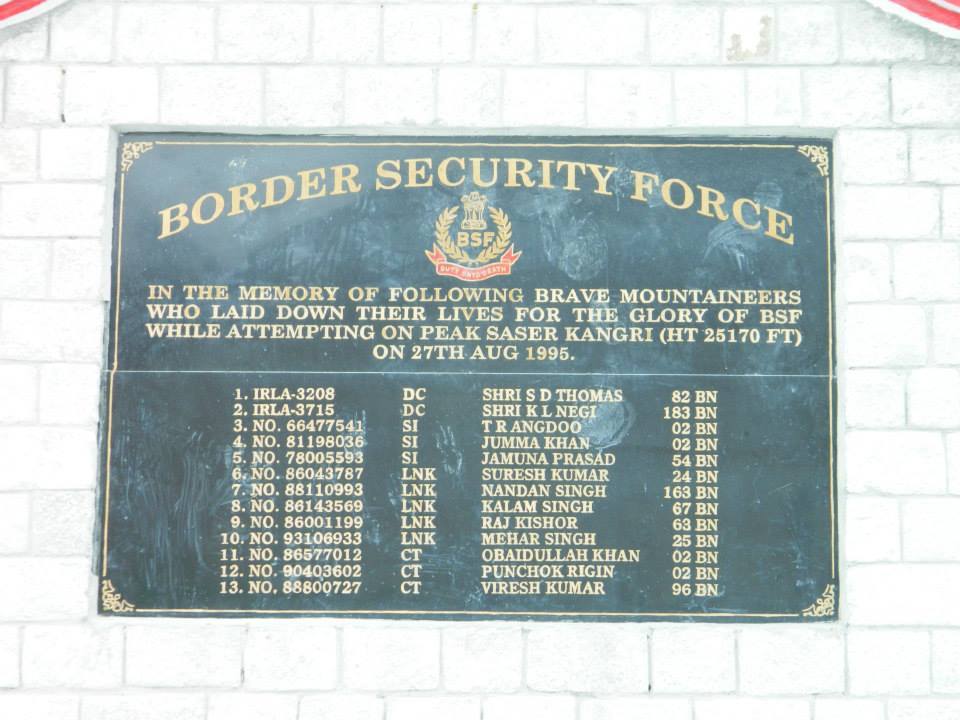 BORDER SECURITY FORCE
BSF
DUTY UNTO DEATH
IN THE MEMORY OF FOLLOWING BRAVE MOUNTAINEERS
WHO LAID DOWN THEIR LIVES FOR THE GLORY OF BSF
WHILE ATTEMPTING ON PEAK SASER KANGRI (HT 25170 FT)
ON 27TH AUG 1995.
1. IRLA-3208 DC SHRI S D THOMAS 82 BN
2. IRLA-3715 DC SHRI K L NEGI 183 BN
3. NO. 66477541 SI T R ANGDOO 02 BN
4. NO. 81198036 SI JUMMA KHAN 02 BN
5. NO. 78005593 SI JAMUNA PRASAD 54 BN
6. NO. 86043787 LNK SURESH KUMAR 24 BN
7. NO. 88110993 LNK NANDAN SINGH 163 BN
8. NO. 86143569 LNK KALAM SINGH 67 BN
9. NO. 86001199 LNK RAJ KISHOR 63 BN
10. NO. 93106933 LNK MEHAR SINGH 25 BN
11. NO. 86577012 CT OBAIDULLAH KHAN 02 BN
12. NO. 90403602 CT PUNCHOK RIGIN 02 BN
13. NO. 88800727 CT VIRESH KUMAR 96 BN